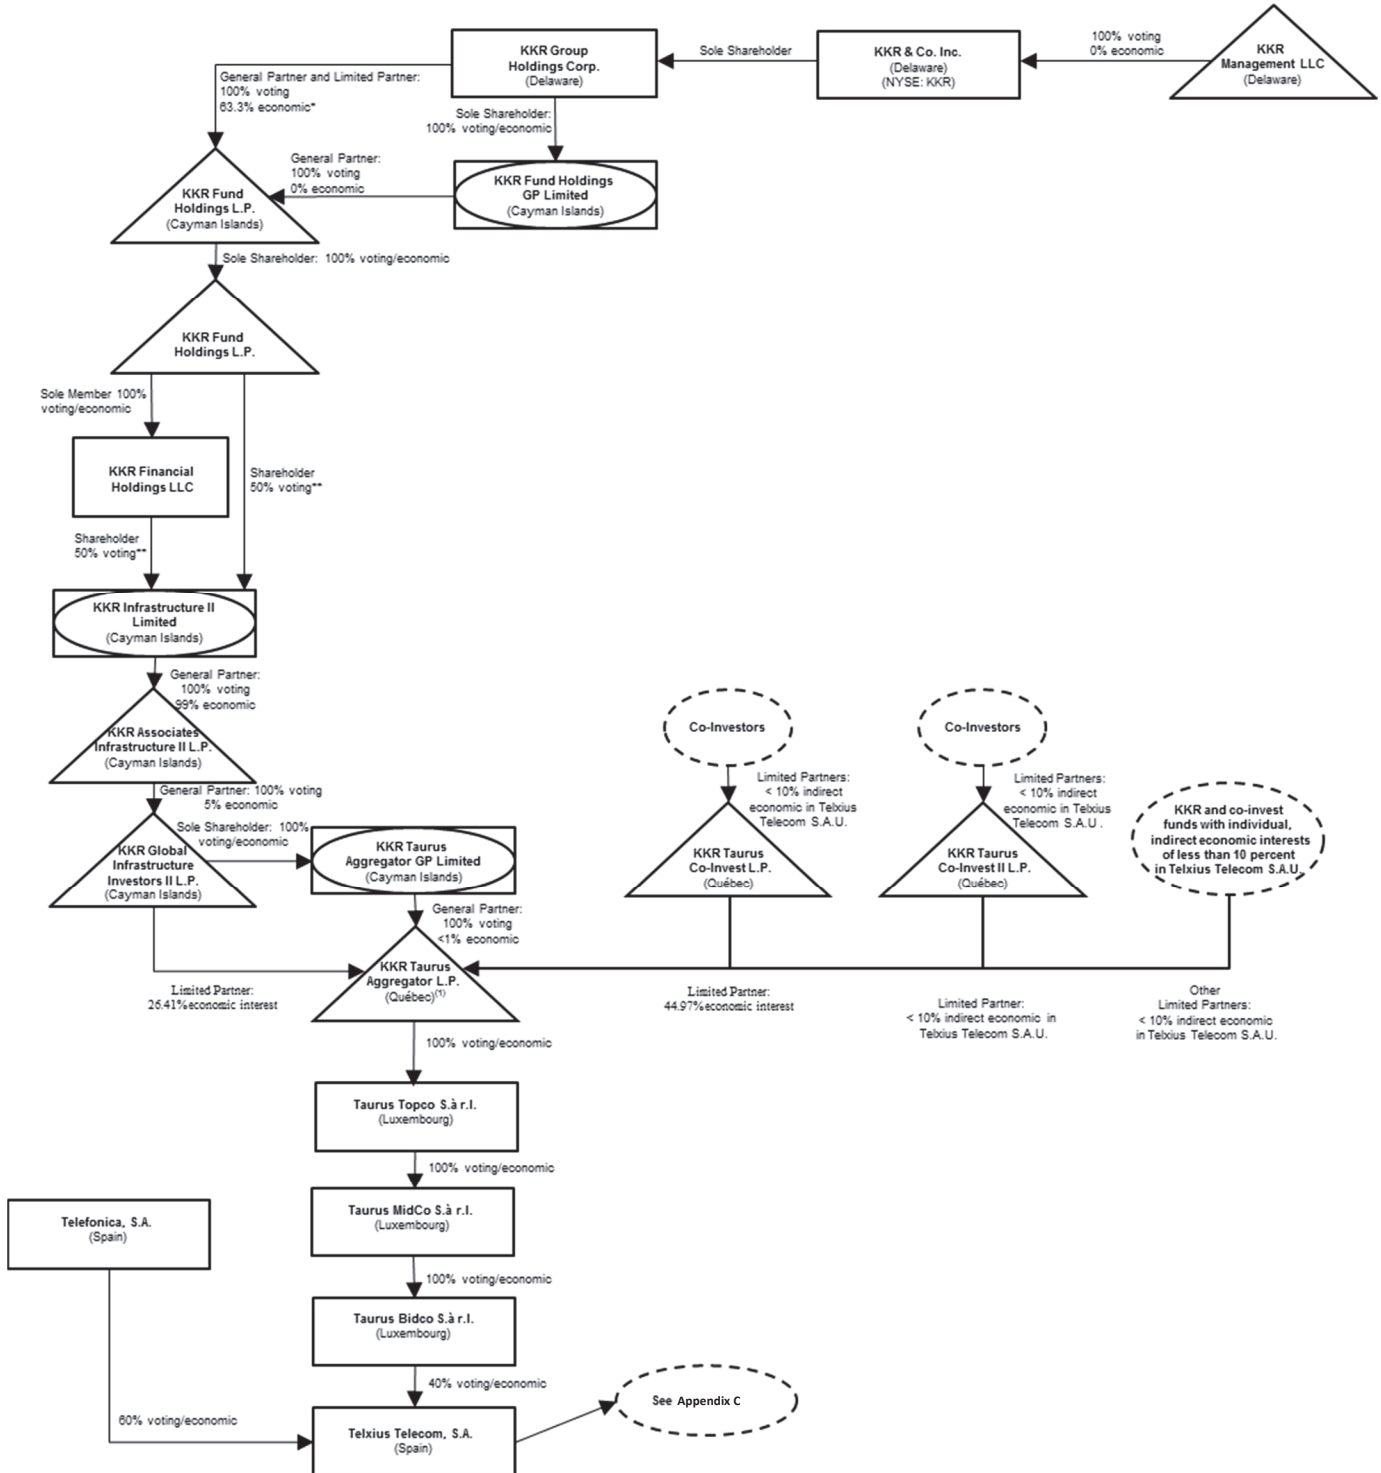 KKR Group
Holdings Corp.
(Delaware)
Sole Shareholder
KKR & Co. Inc.
(Delaware)
(NYSE: KKR)
100% voting
0% economic
KKR
Management LLC
(Delaware)
General Partner and Limited Partner:
100% voting
63.3% economic*
Sole Shareholder:
100% voting/economic
General Partner:
100% voting
0% economic
KKR Fund Holdings
GP Limited
(Cayman Islands)
KKR Fund
Holdings L.P.
(Cayman Islands)
Sole Shareholder: 100% voting/economic
KKR Fund
Holdings L.P.
Sole Member 100%
voting/economic
KKR Financial
Holdings LLC
Shareholder
50% voting**
Shareholder
50% voting**
KKR Infrastructure II
Limited
(Cayman Islands)
General Partner:
100% voting
99% economic
KKR Associates
Infrastructure II L.P.
(Cayman Islands)
General Partner: 100% voting
5% economic
Sole Shareholder: 100%
voting/economic
KKR Global
Infrastructure
Investors II L.P.
(Cayman Islands)
KKR Taurus
Aggregator GP Limited
(Cayman Islands)
General Partner:
100% voting
<1% economic
Co-Investors
Limited Partners:
< 10% indirect
economic in Telxius
Telecom S.A.U.
KKR Taurus
Co-Invest L.P.
(Québec)
Co-Investors
Limited Partners:
< 10% indirect
economic in Telxius
Telecom S.A.U .
KKR Taurus
Co-Invest II L.P.
(Québec)
KKR and co-invest
funds with individual,
indirect economic interests
of less than 10 percent
in Telxius Telecom S.A.U.
KKR Taurus
Aggregator L.P.
(Québec)(1)
Limited Partner:
26.41%economic interest
Limited Partner:
44.97%economic interest
Limited Partner:
< 10% indirect economic in
Telxius Telecom S.A.U.
Other
Limited Partners:
< 10% indirect economic
in Telxius Telecom S.A.U.
100% voting/economic
Taurus Topco S.à r.l.
(Luxembourg)
100% voting/economic
Taurus MidCo S.à r.l.
(Luxembourg)
100% voting/economic
Taurus Bidco S.à r.l.
(Luxembourg)
40% voting/economic
Telefonica, S.A.
(Spain)
60% voting/economic
Telxius Telecom, S.A.
(Spain)
See Appendix C